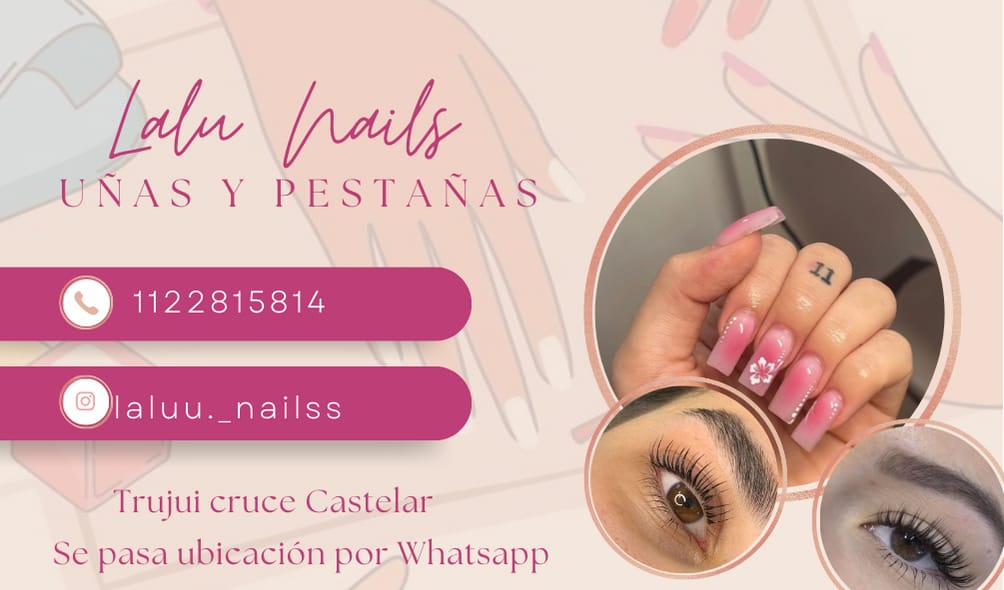 Lalu Nails
UÑAS Y PESTAÑAS
1122815814
laluu._nailss
Trujui cruce Castelar
Se pasa ubicación por Whatsapp
11